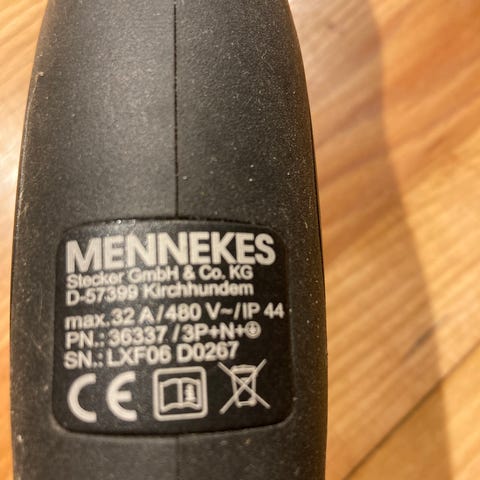 MENNEKES
Stecker GmbH & Co. KG
D-57399 Kirchhundem
max. 32 A / 480 V~ / IP 44
PN.: 36337 / 3P+N+⏚
SN.: LXF06 D0267
CE